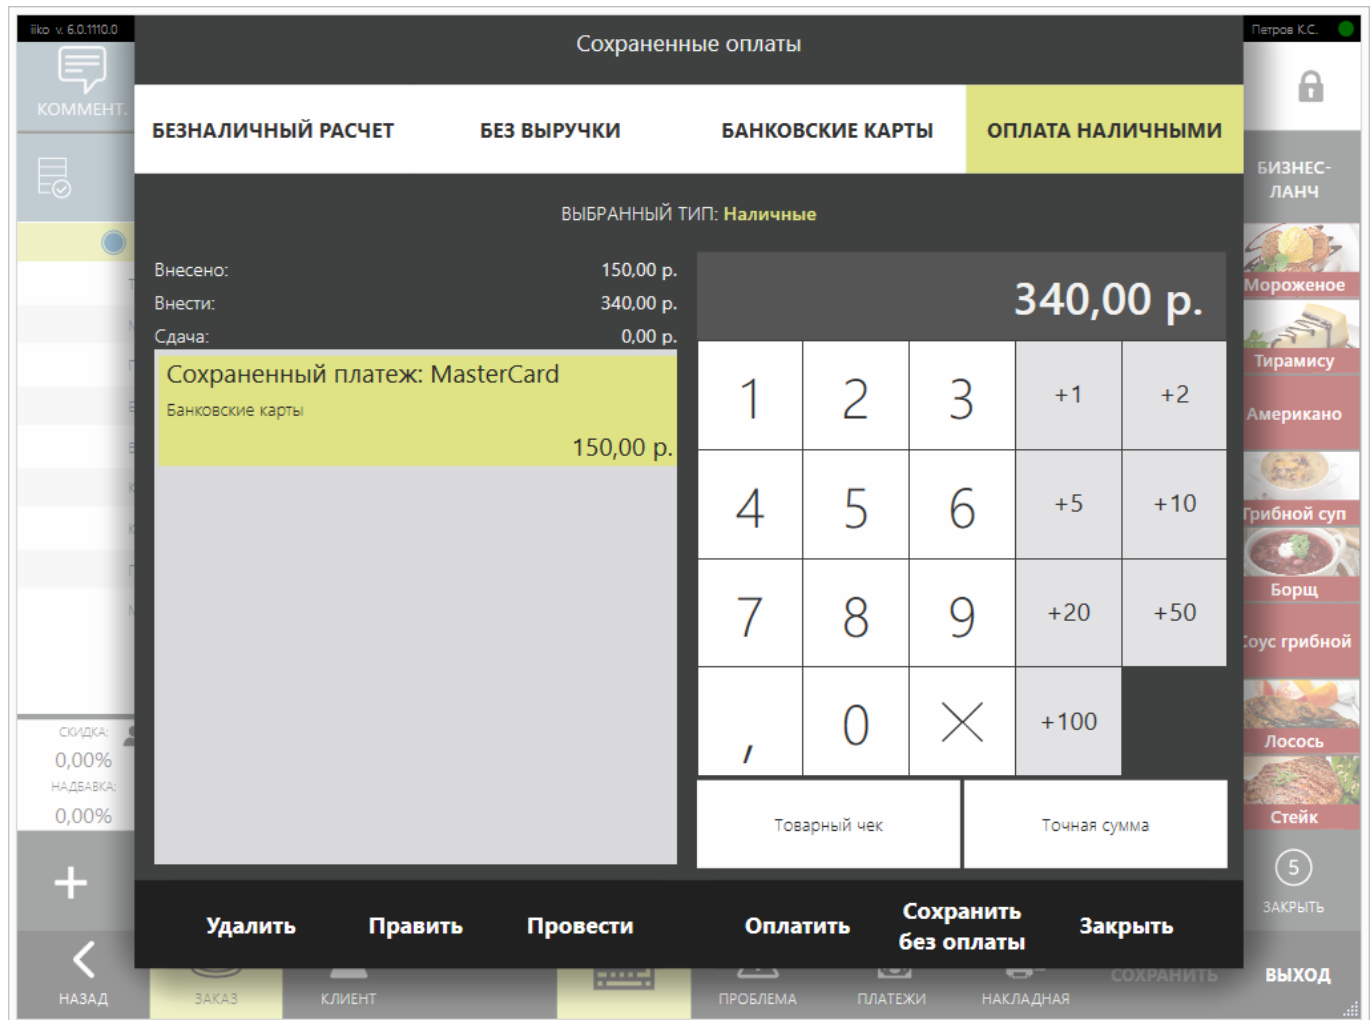 iiko v. 6.0.1110.0
Петров К.С.
КОММЕНТ.
Сохраненные оплаты
БЕЗНАЛИЧНЫЙ РАСЧЕТ
БЕЗ ВЫРУЧКИ
БАНКОВСКИЕ КАРТЫ
ОПЛАТА НАЛИЧНЫМИ
ВЫБРАННЫЙ ТИП: Наличные
Внесено: 150,00 р.
Внести: 340,00 р.
Сдача: 0,00 р.
340,00 р.
Сохраненный платеж: MasterCard
Банковские карты
150,00 р.
1 2 3 +1 +2
4 5 6 +5 +10
7 8 9 +20 +50
, 0 +100
Товарный чек
Точная сумма
Удалить
Править
Провести
Оплатить
Сохранить
без оплаты
Закрыть
БИЗНЕС-
ЛАНЧ
Мороженое
Тирамису
Американо
Грибной суп
Борщ
Соус грибной
Лосось
Стейк
5
ЗАКРЫТЬ
СКИДКА:
0,00%
НАДБАВКА:
0,00%
НАЗАД
ЗАКАЗ
КЛИЕНТ
ПРОБЛЕМА
ПЛАТЕЖИ
НАКЛАДНАЯ
СОХРАНИТЬ
ВЫХОД